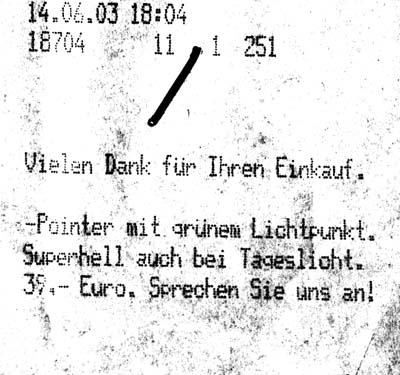 14.06.03 18:04
18704 11 1 251
Vielen Dank für Ihren Einkauf.
-Pointer mit grünem Lichtpunkt.
Superhell auch bei Tageslicht.
39.- Euro. Sprechen Sie uns an!